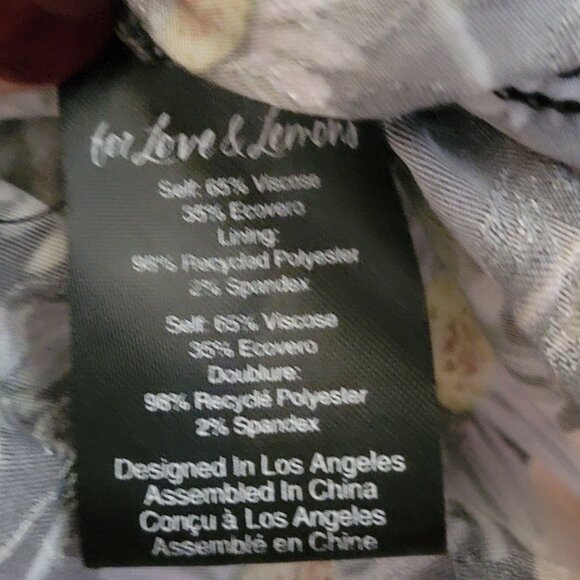 for Love & Lemons
Self: 65% Viscose
35% Ecovero
Lining:
98% Recycled Polyester
2% Spandex
Self: 65% Viscose
35% Ecovero
Doublure:
98% Recyclé Polyester
2% Spandex
Designed In Los Angeles
Assembled In China
Conçu à Los Angeles
Assemblé en Chine